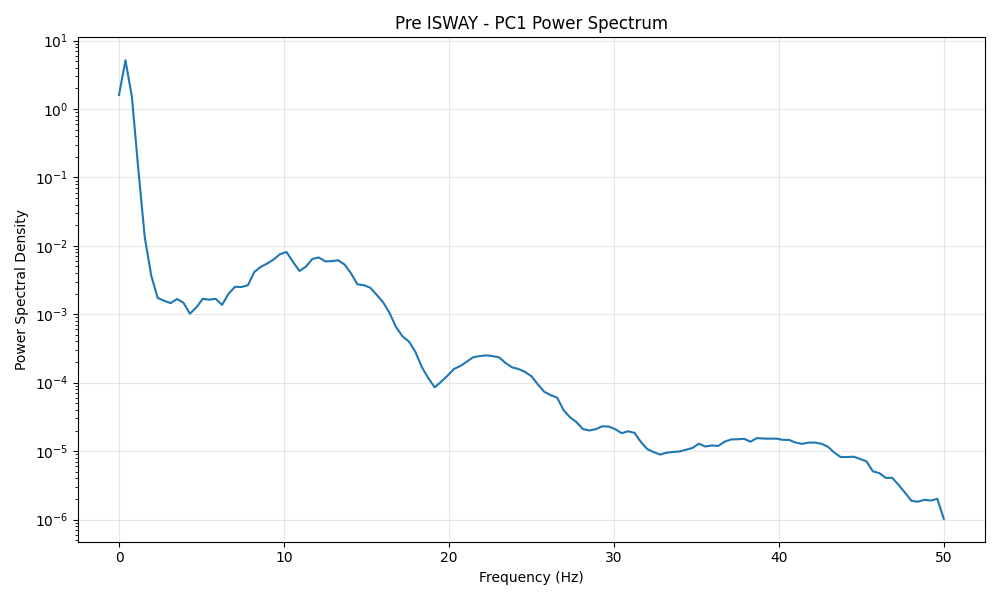 Pre ISWAY - PC1 Power Spectrum
Power Spectral Density
10¹
10⁰
10⁻¹
10⁻²
10⁻³
10⁻⁴
10⁻⁵
10⁻⁶
0 10 20 30 40 50
Frequency (Hz)